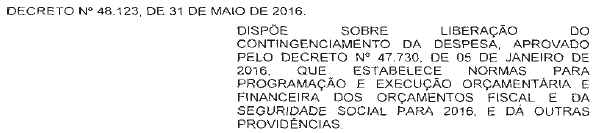 DECRETO Nº 48.123, DE 31 DE MAIO DE 2016.
DISPÕE SOBRE LIBERAÇÃO DO
CONTINGENCIAMENTO DA DESPESA, APROVADO
PELO DECRETO Nº 47.730, DE 05 DE JANEIRO DE
2016, QUE ESTABELECE NORMAS PARA
PROGRAMAÇÃO E EXECUÇÃO ORÇAMENTÁRIA E
FINANCEIRA DOS ORÇAMENTOS FISCAL E DA
SEGURIDADE SOCIAL PARA 2016, E DÁ OUTRAS
PROVIDÊNCIAS.